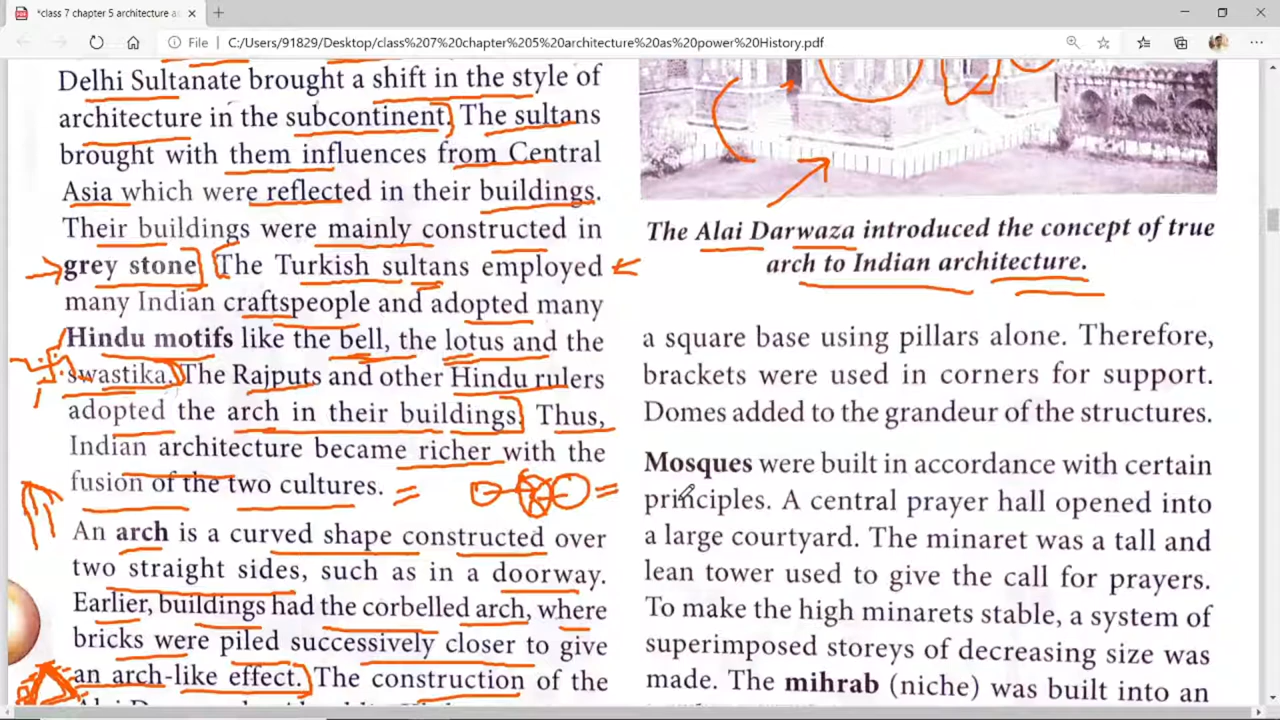 *class 7 chapter 5 architecture a
File
C:/Users/91829/Desktop/class%207%20chapter%205%20architecture%20as%20power%20History.pdf
Delhi Sultanate brought a shift in the style of
architecture in the subcontinent. The sultans
brought with them influences from Central
Asia which were reflected in their buildings.
Their buildings were mainly constructed in
grey stone. The Turkish sultans employed
many Indian craftspeople and adopted many
Hindu motifs like the bell, the lotus and the
swastika. The Rajputs and other Hindu rulers
adopted the arch in their buildings. Thus,
Indian architecture became richer with the
fusion of the two cultures.
An arch is a curved shape constructed over
two straight sides, such as in a doorway.
Earlier, buildings had the corbelled arch, where
bricks were piled successively closer to give
an arch-like effect. The construction of the
The Alai Darwaza introduced the concept of true
arch to Indian architecture.
a square base using pillars alone. Therefore,
brackets were used in corners for support.
Domes added to the grandeur of the structures.
Mosques were built in accordance with certain
principles. A central prayer hall opened into
a large courtyard. The minaret was a tall and
lean tower used to give the call for prayers.
To make the high minarets stable, a system of
superimposed storeys of decreasing size was
made. The mihrab (niche) was built into an